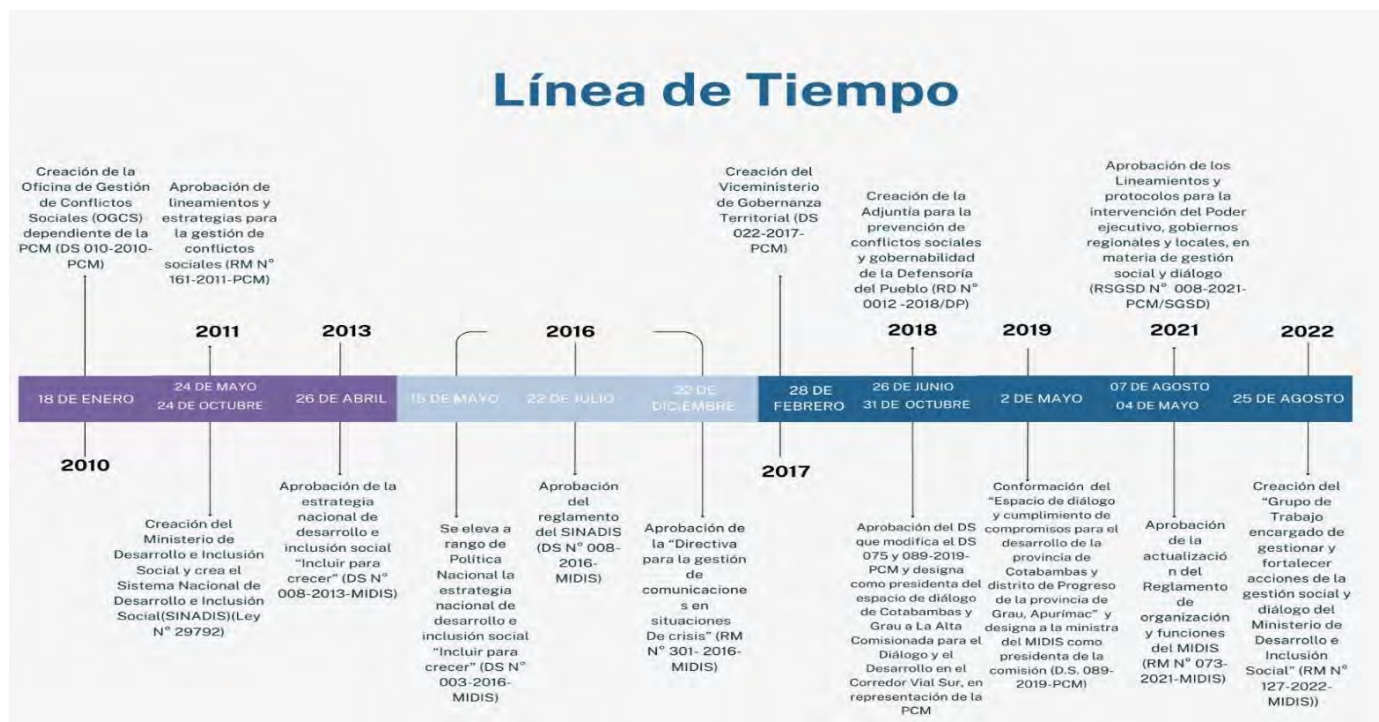 Línea de Tiempo
Creación de la
Oficina de Gestión
de Conflictos
Sociales (OGCS)
dependiente de la
PCM (DS 010-2010-
PCM)
Aprobación de
lineamientos y
estrategias para
la gestión de
conflictos
sociales (RM N°
161-2011-PCM)
Creación del
Viceministerio
de Gobernanza
Territorial (DS
022-2017-
PCM)
Creación de la
Adjuntía para la
prevención de
conflictos sociales
y gobernabilidad
de la Defensoría
del Pueblo (RD N°
0012 -2018/DP)
Aprobación de los
Lineamientos y
protocolos para la
intervención del Poder
ejecutivo, gobiernos
regionales y locales, en
materia de gestión
social y diálogo
(RSGSD N° 008-2021-
PCM/SGSD)
2011
2013
2016
2018
2019
2021
2022
18 DE ENERO
24 DE MAYO
24 DE OCTUBRE
26 DE ABRIL
15 DE MAYO
22 DE JULIO
22 DE
DICIEMBRE
28 DE
FEBRERO
26 DE JUNIO
31 DE OCTUBRE
2 DE MAYO
07 DE AGOSTO
04 DE MAYO
25 DE AGOSTO
2010
2017
Creación del
Ministerio de
Desarrollo e Inclusión
Social y crea el
Sistema Nacional de
Desarrollo e Inclusión
Social(SINADIS)(Ley
N° 29792)
Aprobación de la
estrategia
nacional de
desarrollo e
inclusión social
“Incluir para
crecer” (DS N°
008-2013-MIDIS)
Se eleva a
rango de
Política
Nacional la
estrategia
nacional de
desarrollo e
inclusión social
“Incluir para
crecer” (DS N°
003-2016-
MIDIS)
Aprobación
del
reglamento
del SINADIS
(DS N° 008-
2016-
MIDIS)
Aprobación de
la “Directiva
para la gestión
de
comunicacione
s en
situaciones
De crisis” (RM
N° 301- 2016-
MIDIS)
Aprobación del DS
que modifica el DS
075 y 089-2019-
PCM y designa
como presidenta del
espacio de diálogo
de Cotabambas y
Grau a La Alta
Comisionada para el
Diálogo y el
Desarrollo en el
Corredor Vial Sur, en
representación de la
PCM
Conformación del
“Espacio de diálogo
y cumplimiento de
compromisos para el
desarrollo de la
provincia de
Cotabambas y
distrito de Progreso
de la provincia de
Grau, Apurímac” y
designa a la ministra
del MIDIS como
presidenta de la
comisión (D.S. 089-
2019-PCM)
Aprobación
de la
actualizació
n del
Reglamento
de
organización
y funciones
del MIDIS
(RM N° 073-
2021-MIDIS)
Creación del
“Grupo de
Trabajo
encargado de
gestionar y
fortalecer
acciones de la
gestión social y
diálogo del
Ministerio de
Desarrollo e
Inclusión
Social” (RM N°
127-2022-
MIDIS))